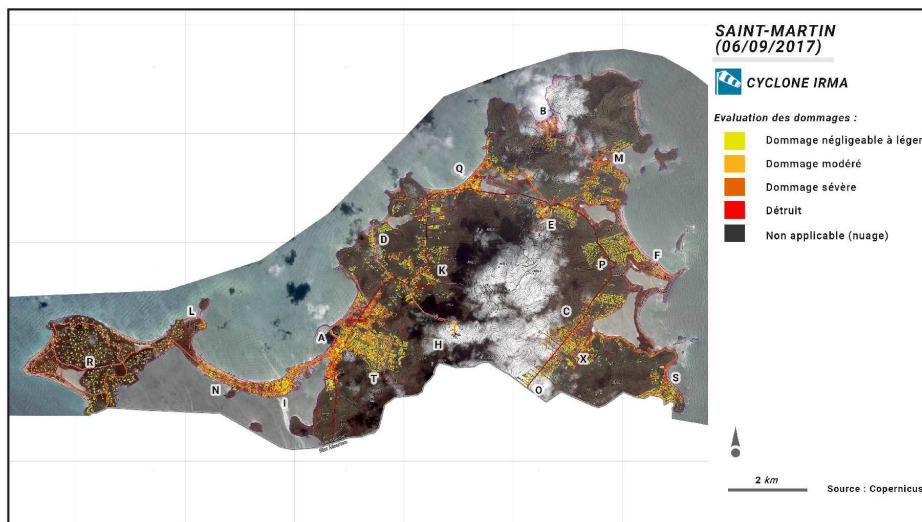 SAINT-MARTIN
(06/09/2017)
CYCLONE IRMA
Evaluation des dommages :
Dommage négligeable à léger
Dommage modéré
Dommage sévère
Détruit
Non applicable (nuage)
B
M
Q
D
E
F
K
P
L
C
A
H
R
X
T
S
N
I
O
2 km
Source : Copernicus